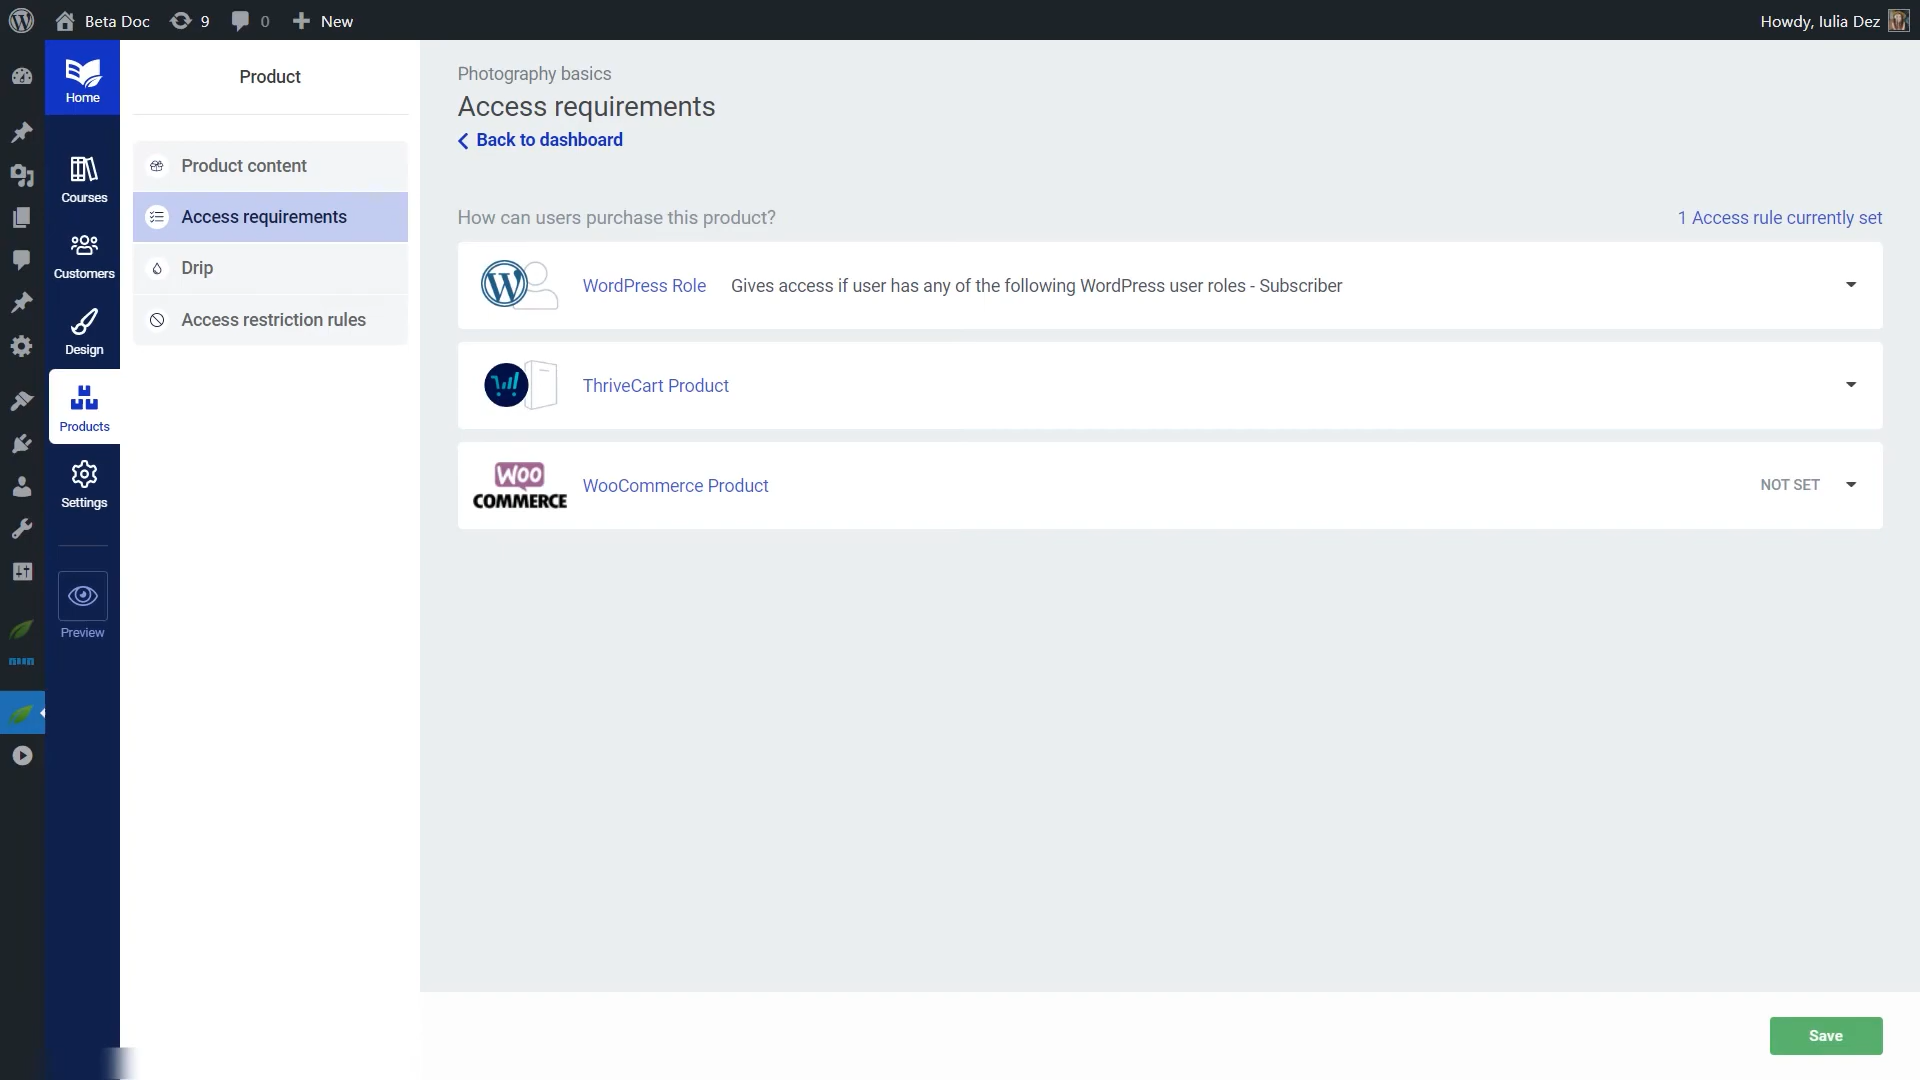 Beta Doc 9 0 New
Howdy, Iulia Dez
Home
Courses
Customers
Design
Products
Settings
Preview
Product
Product content
Access requirements
Drip
Access restriction rules
Photography basics
Access requirements
Back to dashboard
How can users purchase this product?
1 Access rule currently set
WordPress Role Gives access if user has any of the following WordPress user roles - Subscriber
ThriveCart Product
WOO
COMMERCE
WooCommerce Product
NOT SET
Save